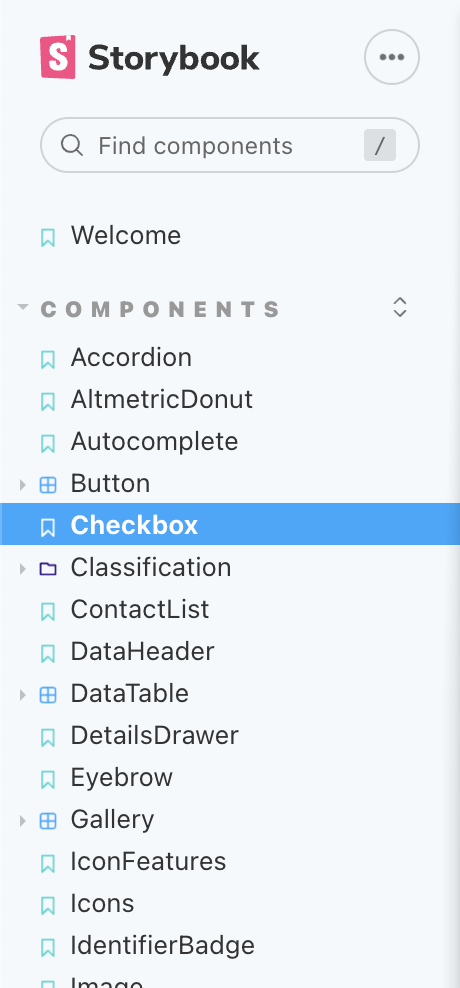 Storybook
Find components /
Welcome
COMPONENTS
Accordion
AltmetricDonut
Autocomplete
Button
Checkbox
Classification
ContactList
DataHeader
DataTable
DetailsDrawer
Eyebrow
Gallery
IconFeatures
Icons
IdentifierBadge
Image